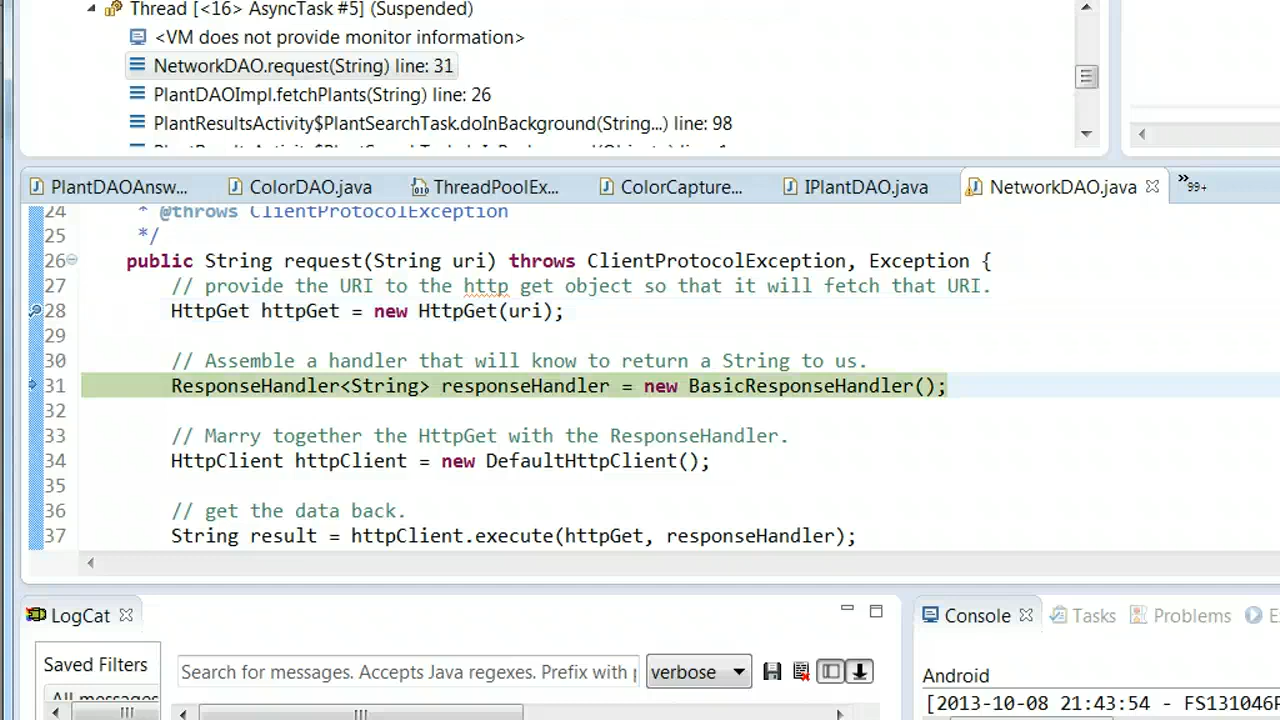 Thread [<16> AsyncTask #5] (Suspended)
<VM does not provide monitor information>
NetworkDAO.request(String) line: 31
PlantDAOImpl.fetchPlants(String) line: 26
PlantResultsActivity$PlantSearchTask.doInBackground(String...) line: 98
PlantDAOAnsw... ColorDAO.java ThreadPoolEx... ColorCapture... IPlantDAO.java NetworkDAO.java »99+
24 * @throws ClientProtocolException
25 */
26 public String request(String uri) throws ClientProtocolException, Exception {
27 // provide the URI to the http get object so that it will fetch that URI.
28 HttpGet httpGet = new HttpGet(uri);
29
30 // Assemble a handler that will know to return a String to us.
31 ResponseHandler<String> responseHandler = new BasicResponseHandler();
32
33 // Marry together the HttpGet with the ResponseHandler.
34 HttpClient httpClient = new DefaultHttpClient();
35
36 // get the data back.
37 String result = httpClient.execute(httpGet, responseHandler);
LogCat
Console Tasks Problems
Saved Filters
Search for messages. Accepts Java regexes. Prefix with verbose
All messages
Android
[2013-10-08 21:43:54 - FS131046